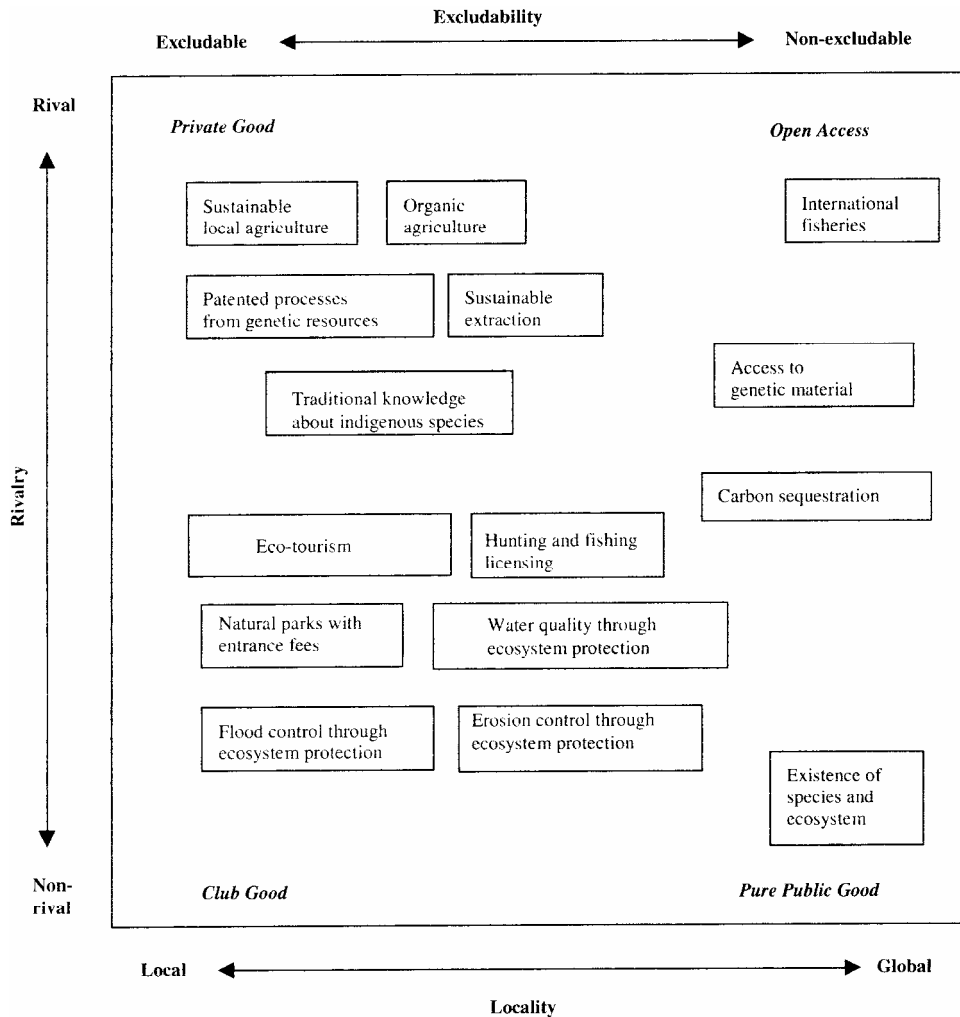 Excludability
Excludable
Non-excludable
Rival
Private Good
Open Access
Sustainable
local agriculture
Organic
agriculture
International
fisheries
Patented processes
from genetic resources
Sustainable
extraction
Access to
genetic material
Traditional knowledge
about indigenous species
Rivalry
Carbon sequestration
Eco-tourism
Hunting and fishing
licensing
Natural parks with
entrance fees
Water quality through
ecosystem protection
Flood control through
ecosystem protection
Erosion control through
ecosystem protection
Existence of
species and
ecosystem
Non-
rival
Club Good
Pure Public Good
Local
Global
Locality